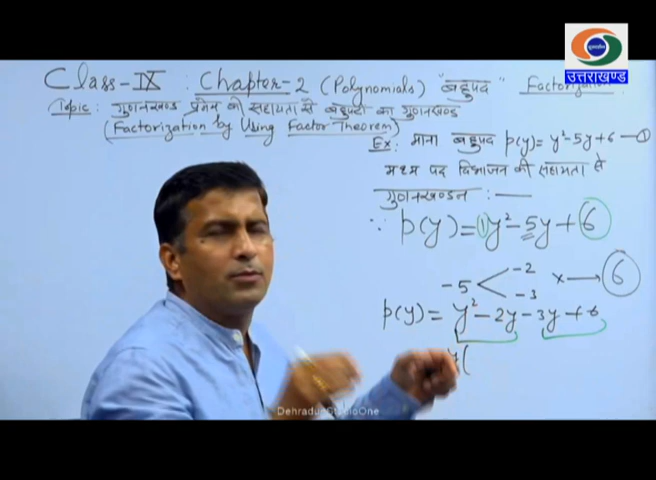 उत्तराखण्ड
Class-IX : Chapter-2 (Polynomials) "बहुपद" Factorization
Topic: गुणनखण्ड प्रमेय की सहायता से बहुपदों का गुणनखण्ड
(Factorization by Using Factor Theorem)
Ex: माना बहुपद p(y)= y²-5y+6 —①
मध्य पद विभाजन की सहायता से
गुणनखण्डन : —
∵ p(y) = 1y² - 5y + 6
-5 < -2 -3 × → 6
p(y) = y² - 2y - 3y + 6
y(
DehradunStudioOne